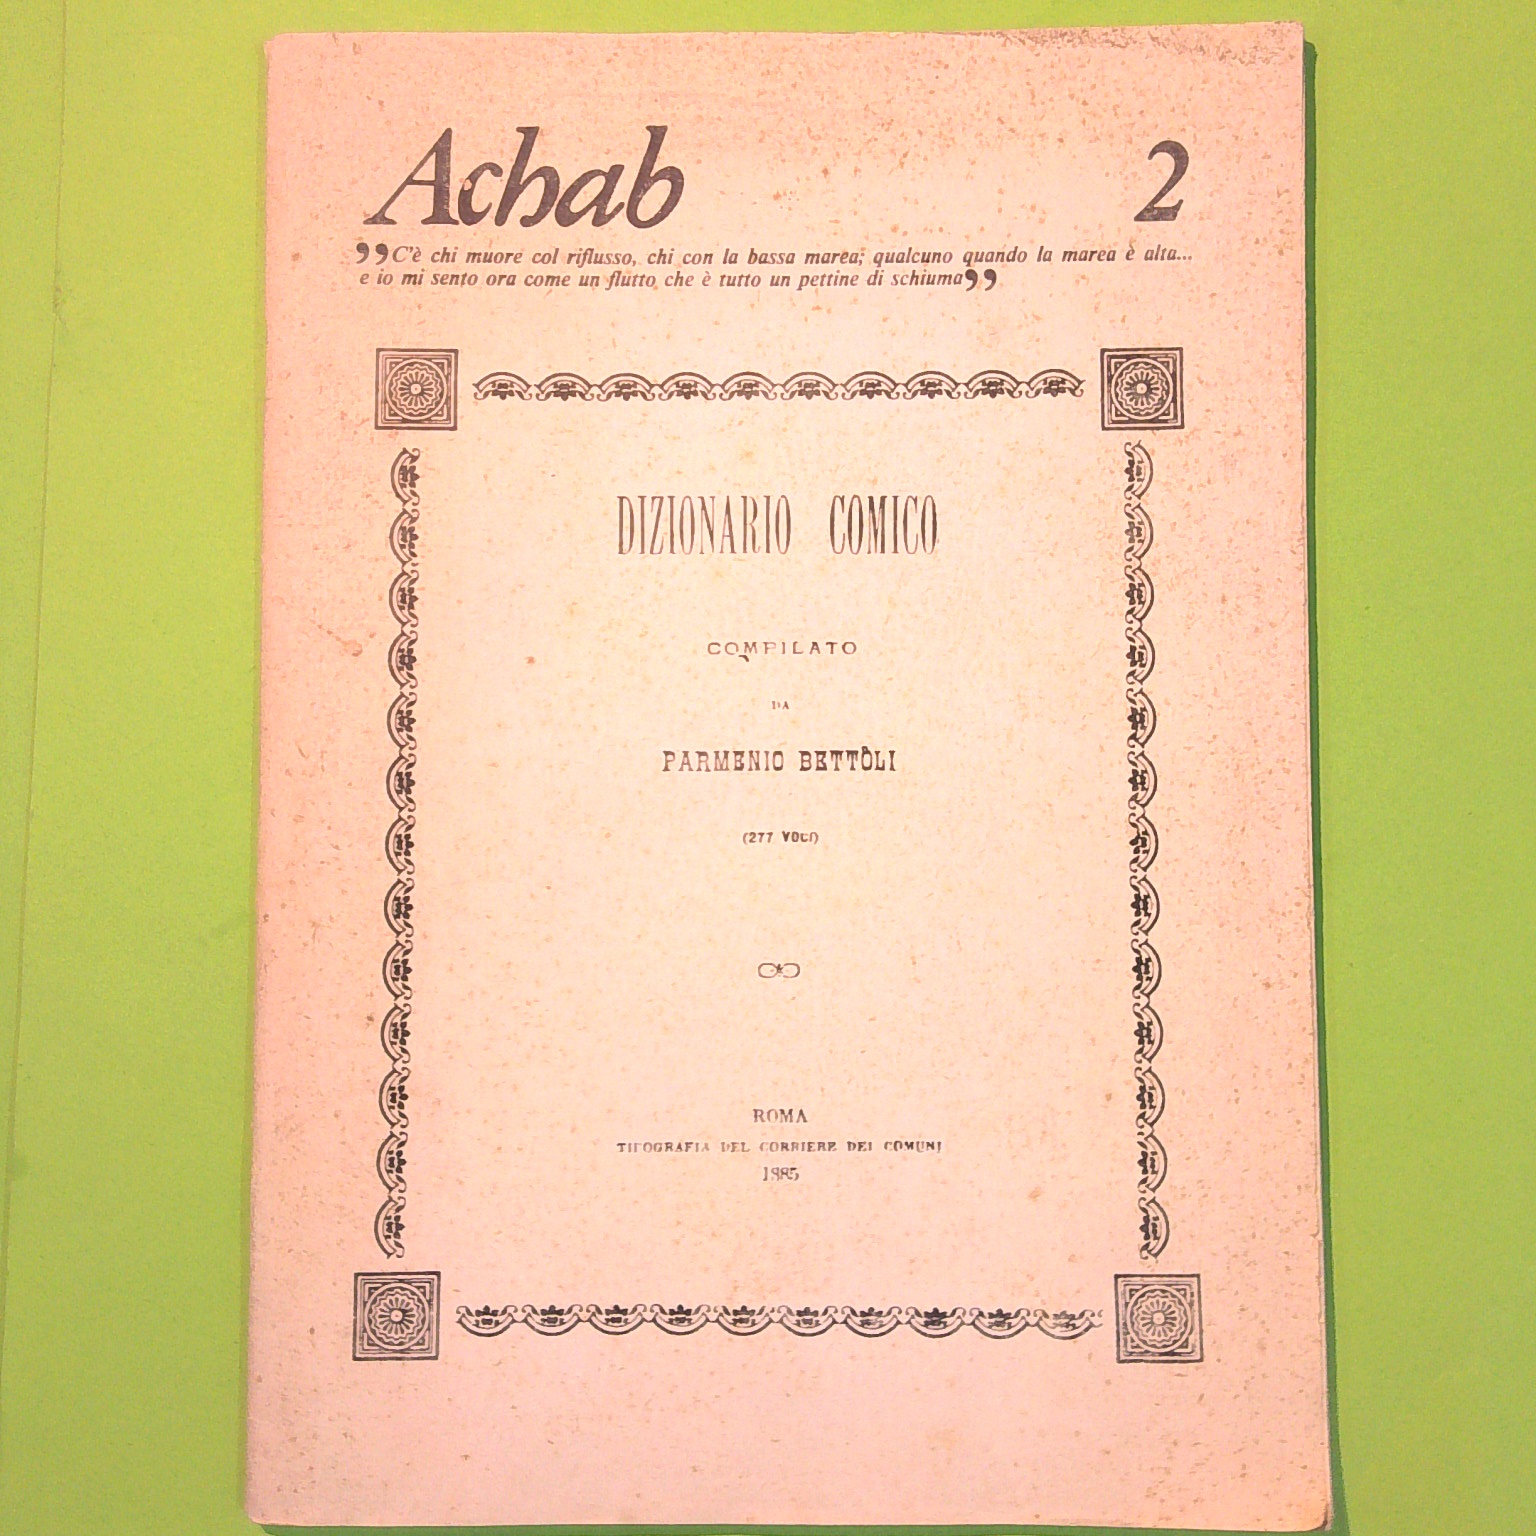 Achab 2
”C'è chi muore col riflusso, chi con la bassa marea; qualcuno quando la marea è alta...
e io mi sento ora come un flutto che è tutto un pettine di schiuma”
DIZIONARIO COMICO
COMPILATO
DA
PARMENIO BETTÒLI
(277 VOCI)
ROMA
TIPOGRAFIA DEL CORRIERE DEI COMUNI
1885